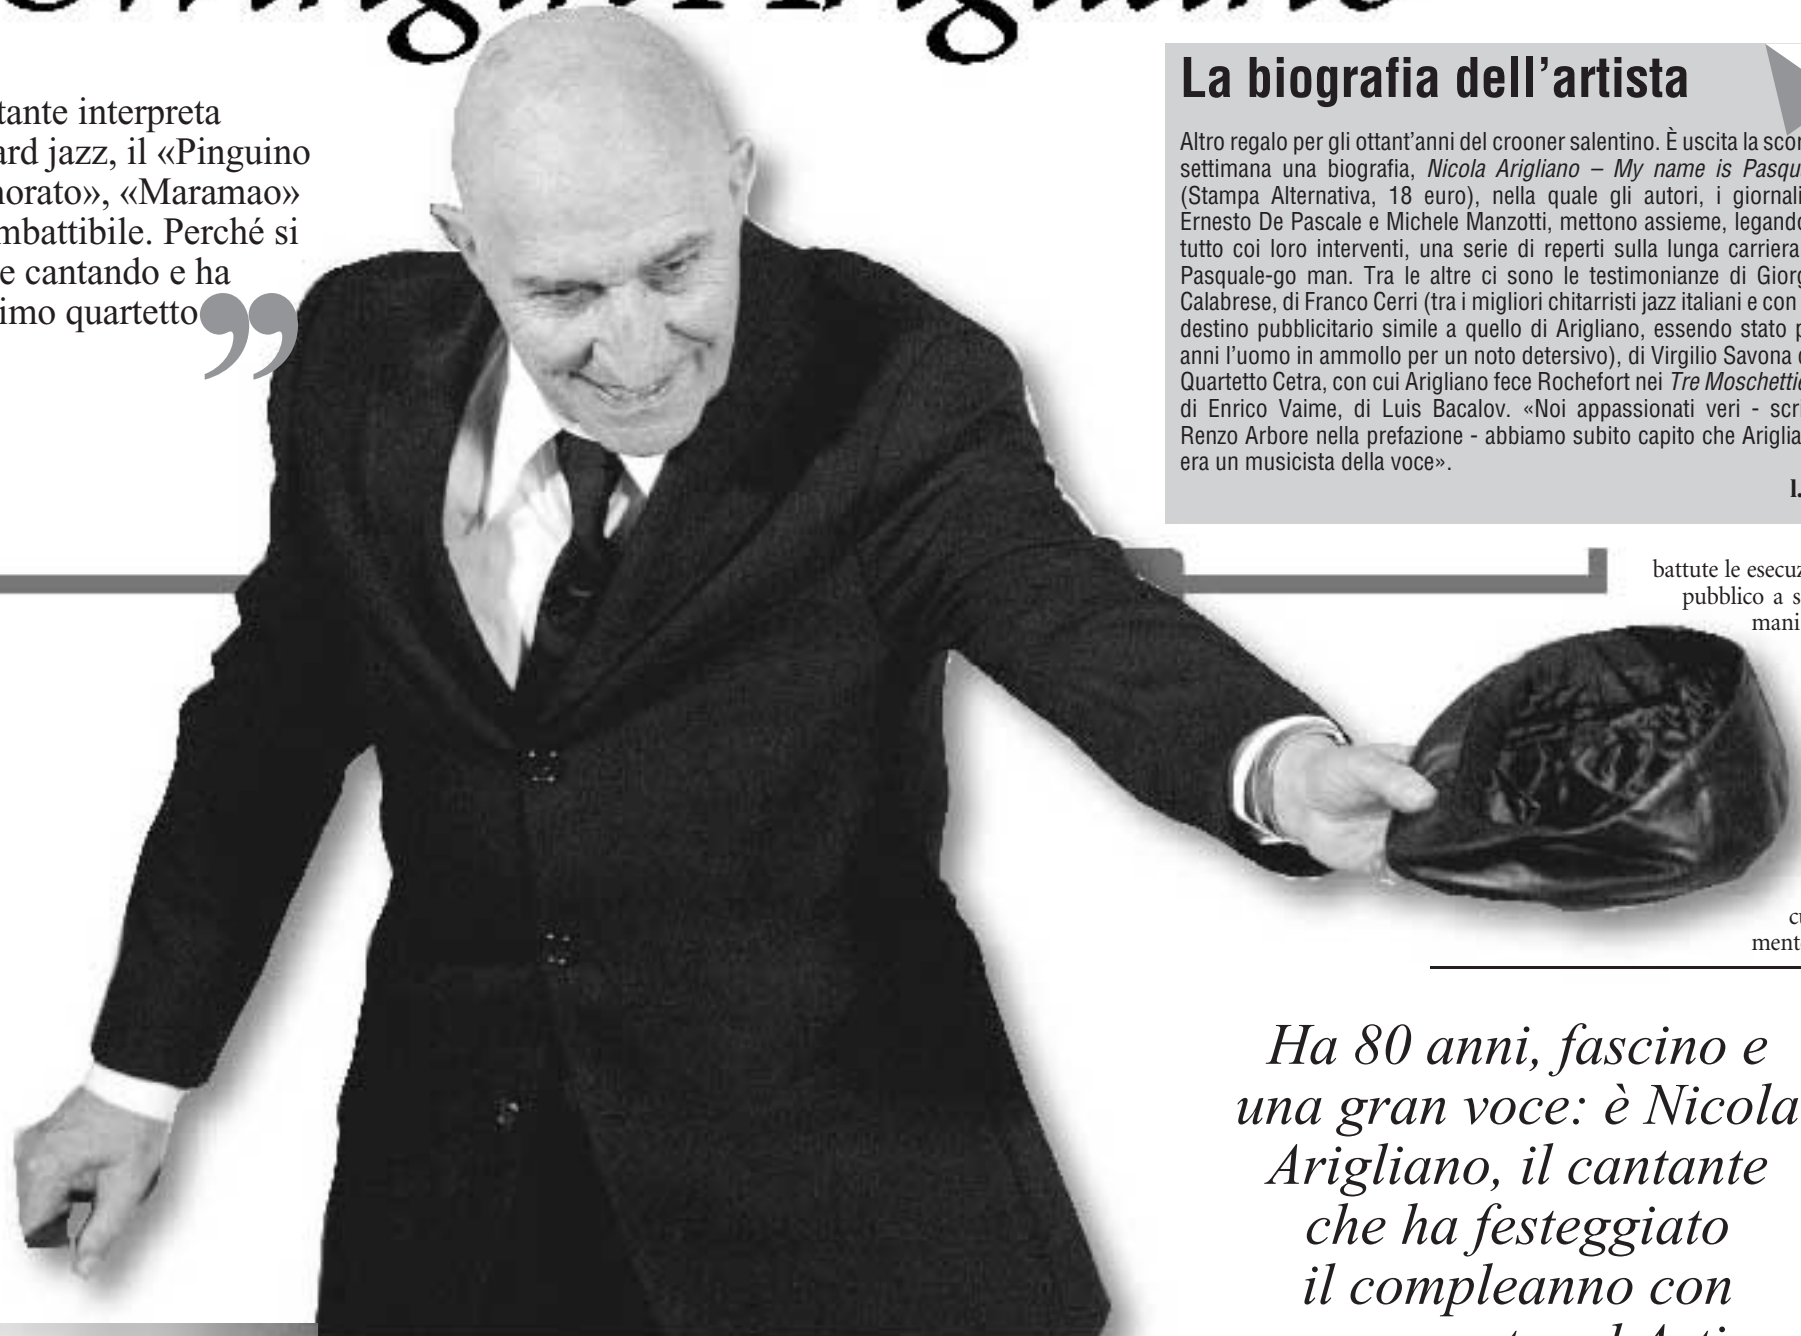 tante interpreta
ard jazz, il «Pinguino
norato», «Maramao»
mbattibile. Perché si
e cantando e ha
imo quartetto”
La biografia dell’artista
Altro regalo per gli ottant’anni del crooner salentino. È uscita la scor
settimana una biografia, Nicola Arigliano – My name is Pasqu
(Stampa Alternativa, 18 euro), nella quale gli autori, i giornali
Ernesto De Pascale e Michele Manzotti, mettono assieme, legando
tutto coi loro interventi, una serie di reperti sulla lunga carriera
Pasquale-go man. Tra le altre ci sono le testimonianze di Giorg
Calabrese, di Franco Cerri (tra i migliori chitarristi jazz italiani e con
destino pubblicitario simile a quello di Arigliano, essendo stato p
anni l’uomo in ammollo per un noto detersivo), di Virgilio Savona
Quartetto Cetra, con cui Arigliano fece Rochefort nei Tre Moschettie
di Enrico Vaime, di Luis Bacalov. «Noi appassionati veri - scri
Renzo Arbore nella prefazione - abbiamo subito capito che Ariglia
era un musicista della voce».
l.
battute le esecuz
pubblico a s
mani
cu
ment
Ha 80 anni, fascino e
una gran voce: è Nicola
Arigliano, il cantante
che ha festeggiato
il compleanno con